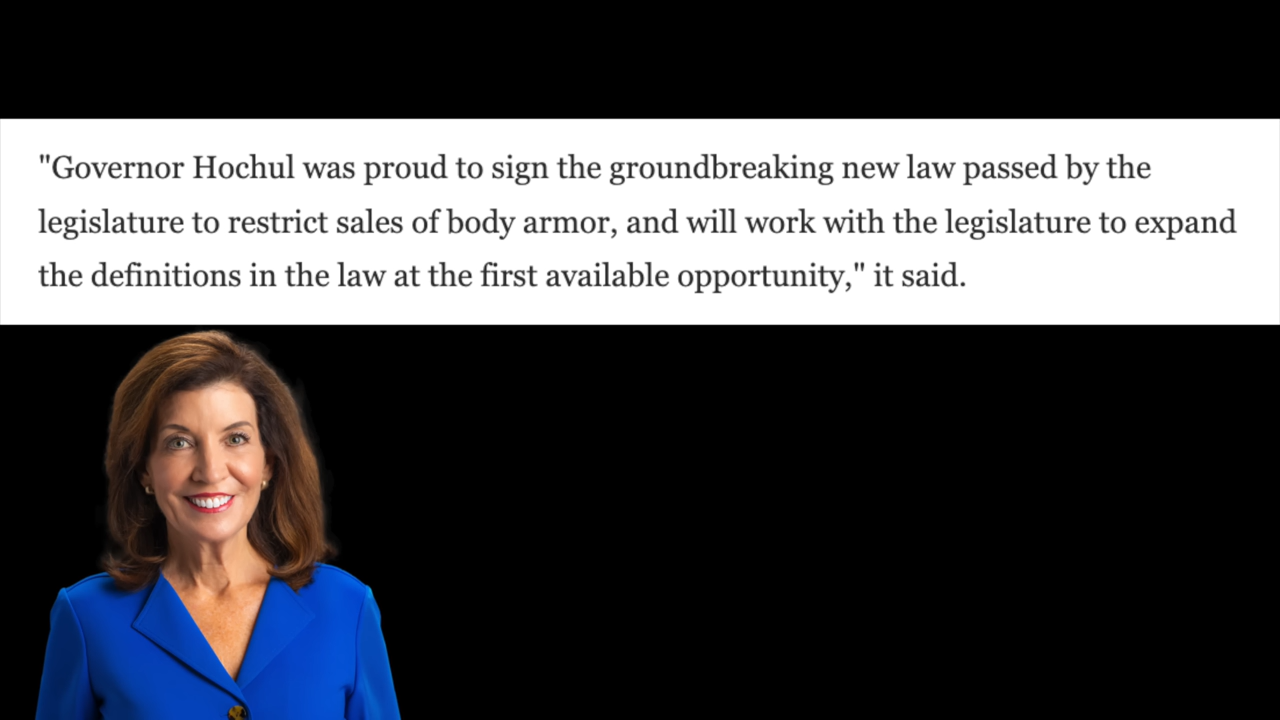 "Governor Hochul was proud to sign the groundbreaking new law passed by the
legislature to restrict sales of body armor, and will work with the legislature to expand
the definitions in the law at the first available opportunity," it said.